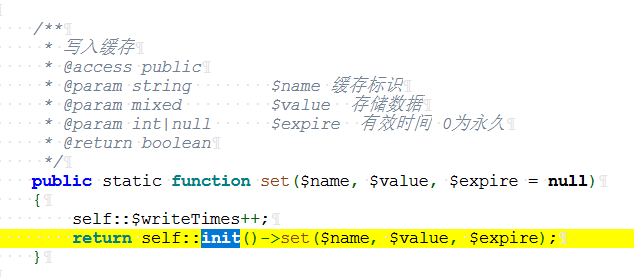 /**
* 写入缓存
* @access public
* @param string $name 缓存标识
* @param mixed $value 存储数据
* @param int|null $expire 有效时间 0为永久
* @return boolean
*/
public static function set($name, $value, $expire = null)
{
self::$writeTimes++;
return self::init()->set($name, $value, $expire);
}